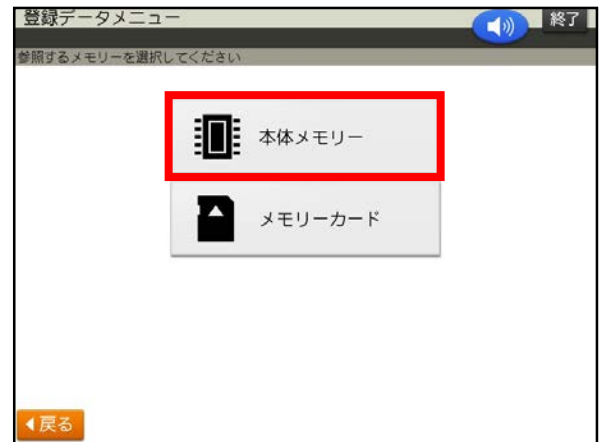 登録データメニュー
終了
参照するメモリーを選択してください
本体メモリー
メモリーカード
戻る